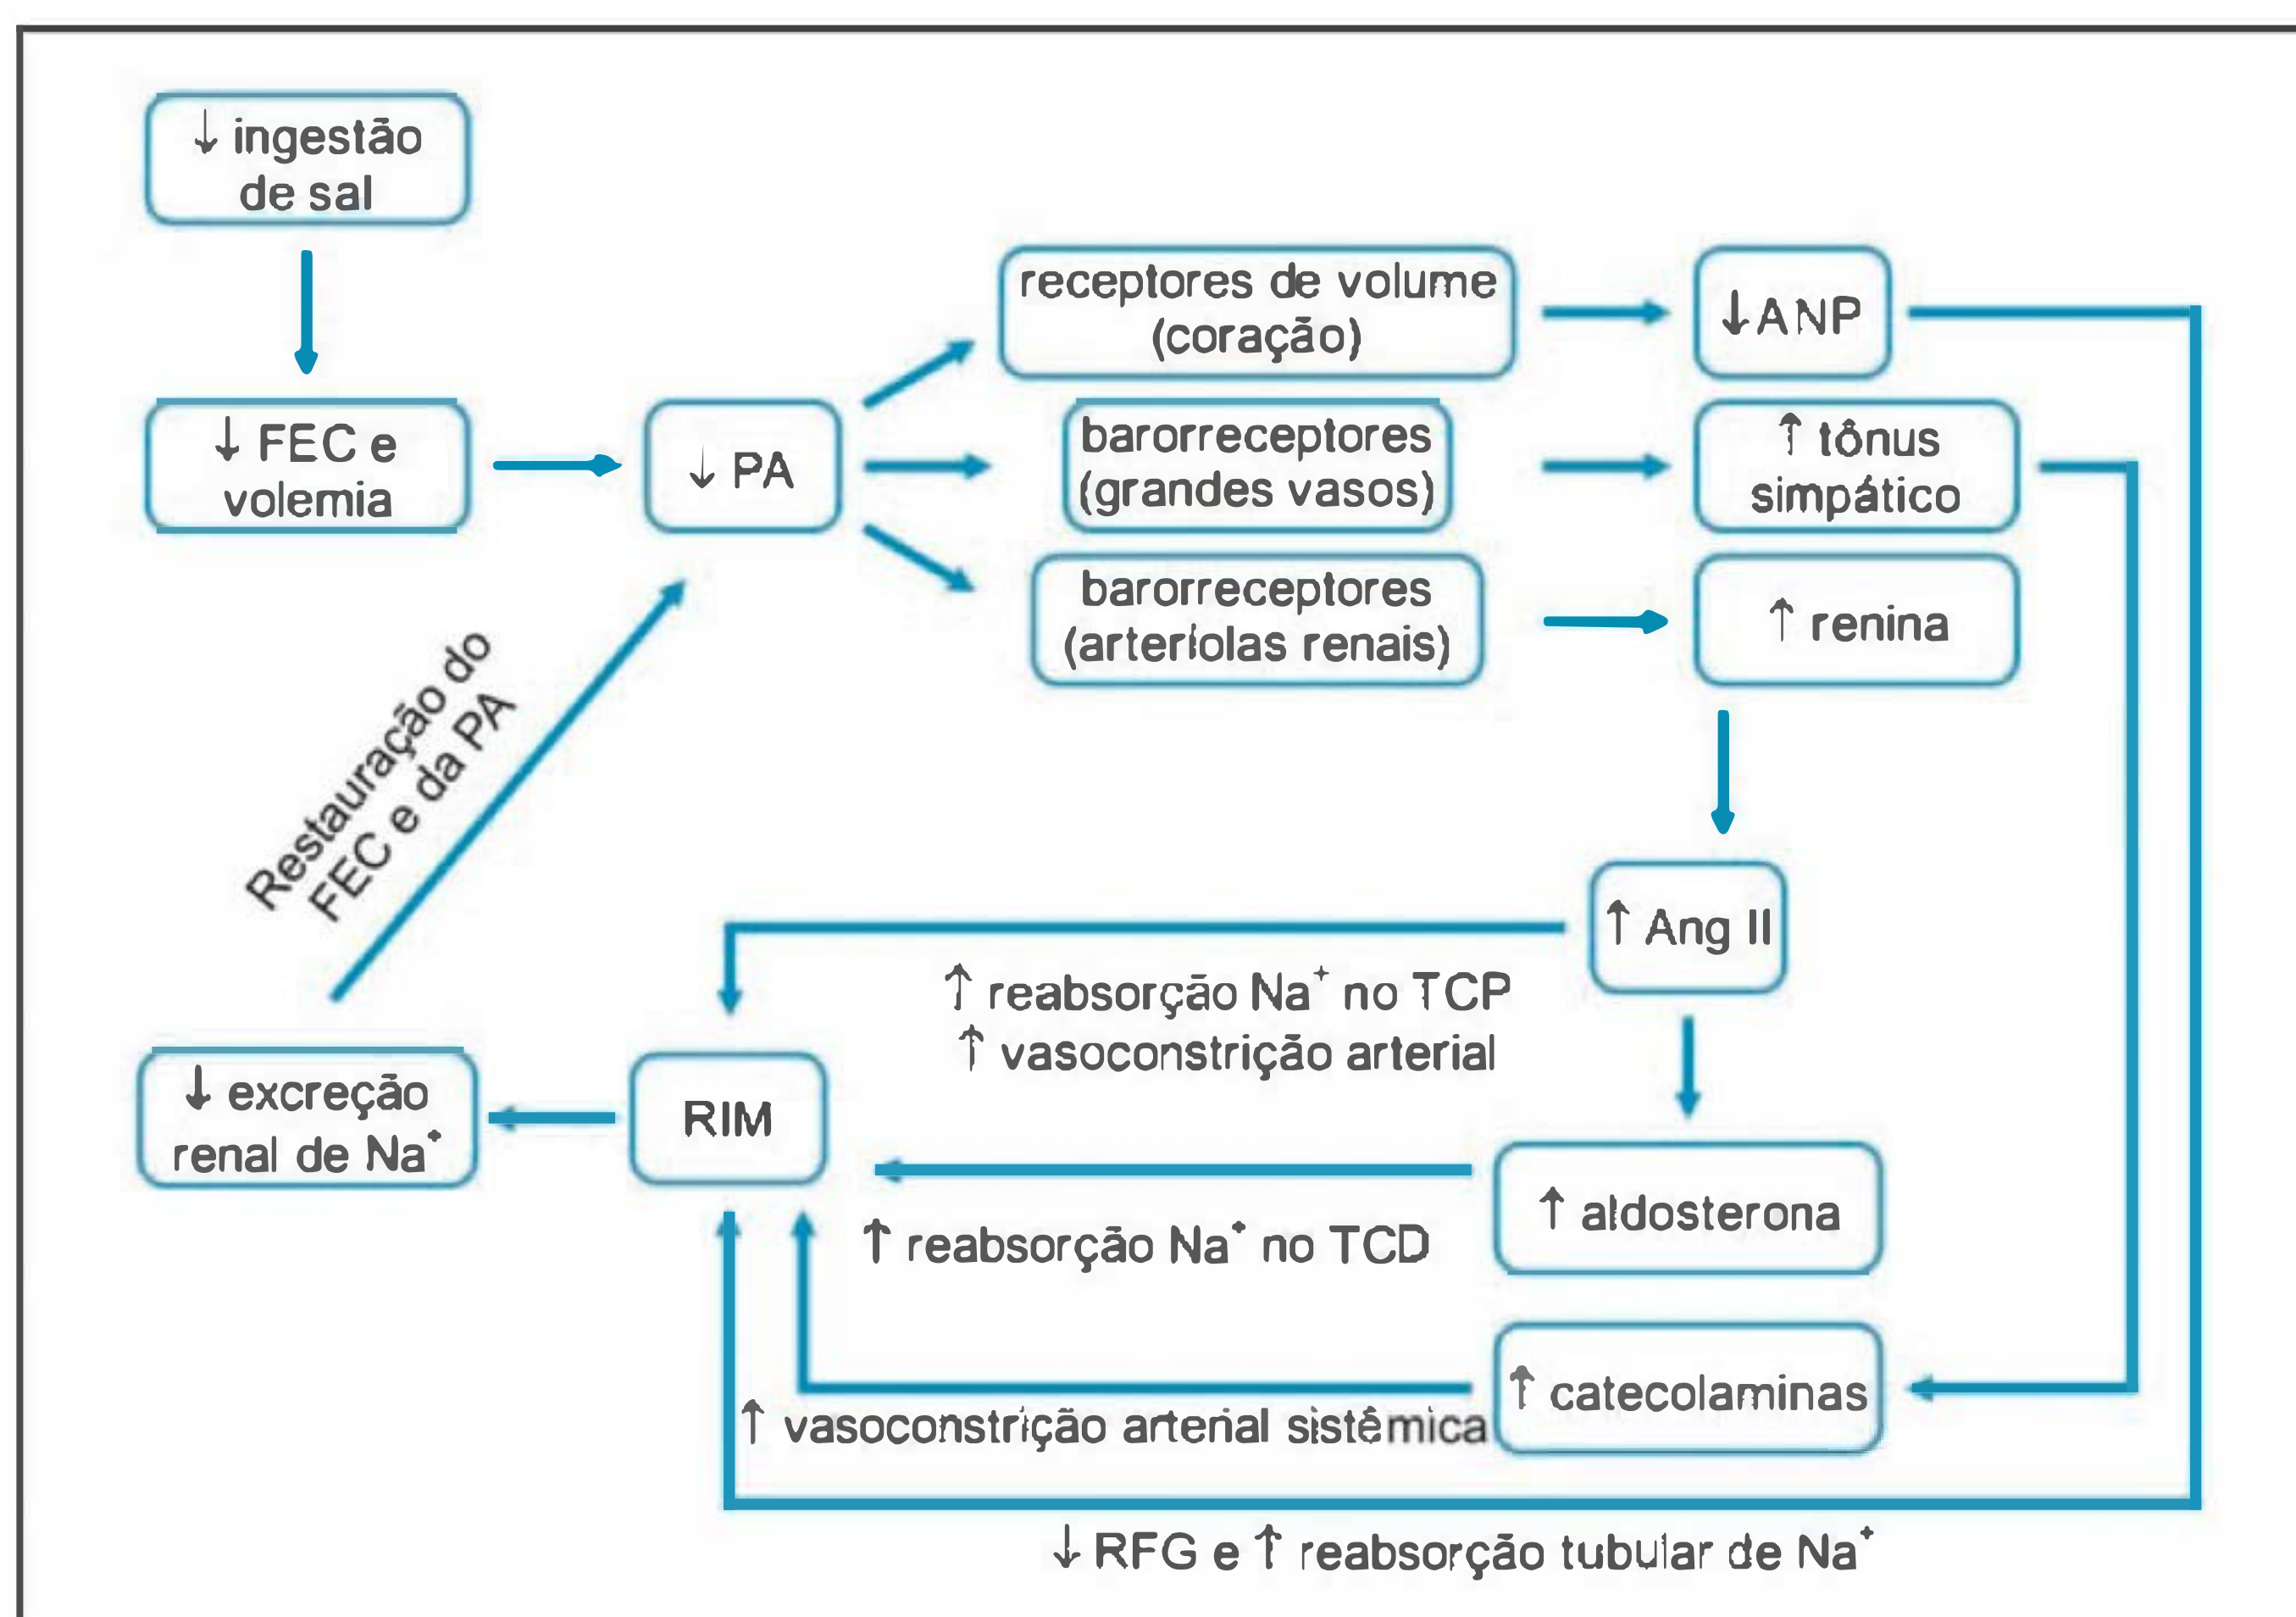 ↓ ingestão
de sal
↓ FEC e
volemia
↓ PA
receptores de volume
(coração)
↓ ANP
barorreceptores
(grandes vasos)
↑ tônus
simpático
barorreceptores
(arteríolas renais)
↑ renina
Restauração do
FEC e da PA
↑ Ang II
↑ reabsorção Na⁺ no TCP
↑ vasoconstrição arterial
↓ excreção
renal de Na⁺
RIM
↑ aldosterona
↑ reabsorção Na⁺ no TCD
↑ catecolaminas
↑ vasoconstrição arterial sistêmica
↓ RFG e ↑ reabsorção tubular de Na⁺